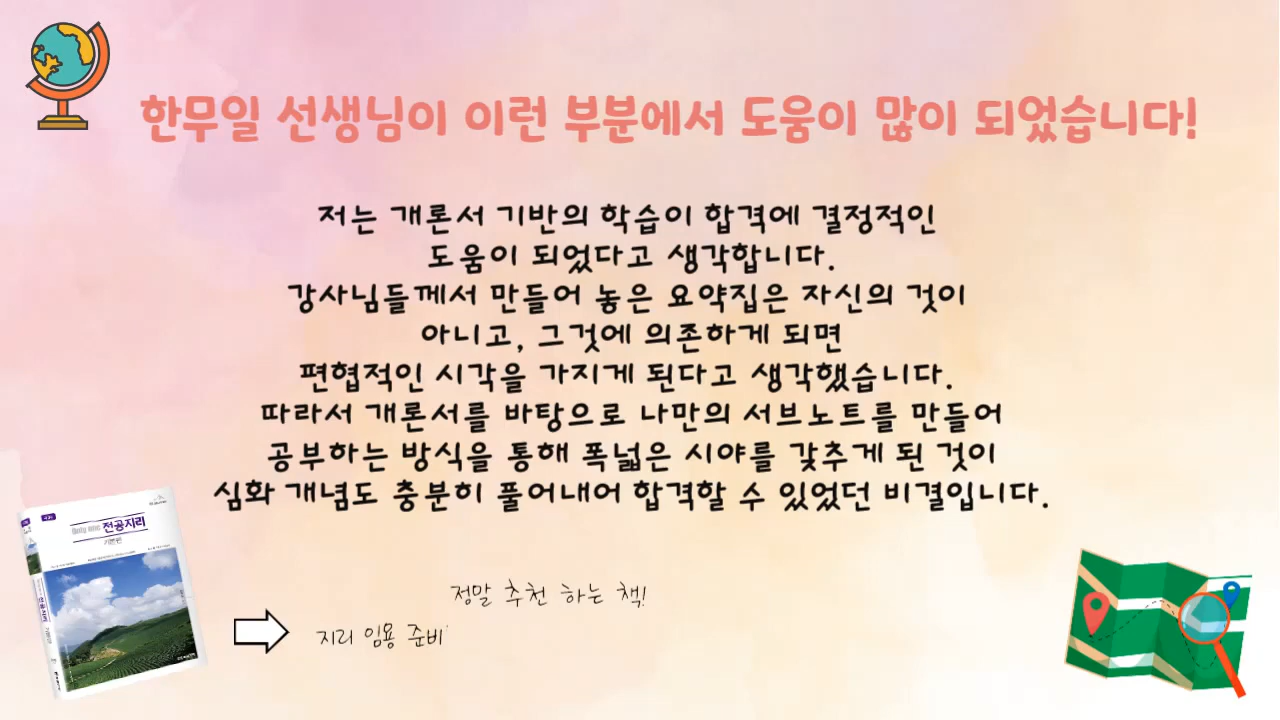 한무일 선생님이 이런 부분에서 도움이 많이 되었습니다!
저는 개론서 기반의 학습이 합격에 결정적인
도움이 되었다고 생각합니다.
강사님들께서 만들어 놓은 요약집은 자신의 것이
아니고, 그것에 의존하게 되면
편협적인 시각을 가지게 된다고 생각했습니다.
따라서 개론서를 바탕으로 나만의 서브노트를 만들어
공부하는 방식을 통해 폭넓은 시야를 갖추게 된 것이
심화 개념도 충분히 풀어내어 합격할 수 있었던 비결입니다.
전공지리
기본편
전공지리
정말 추천 하는 책!
지리 임용 준비